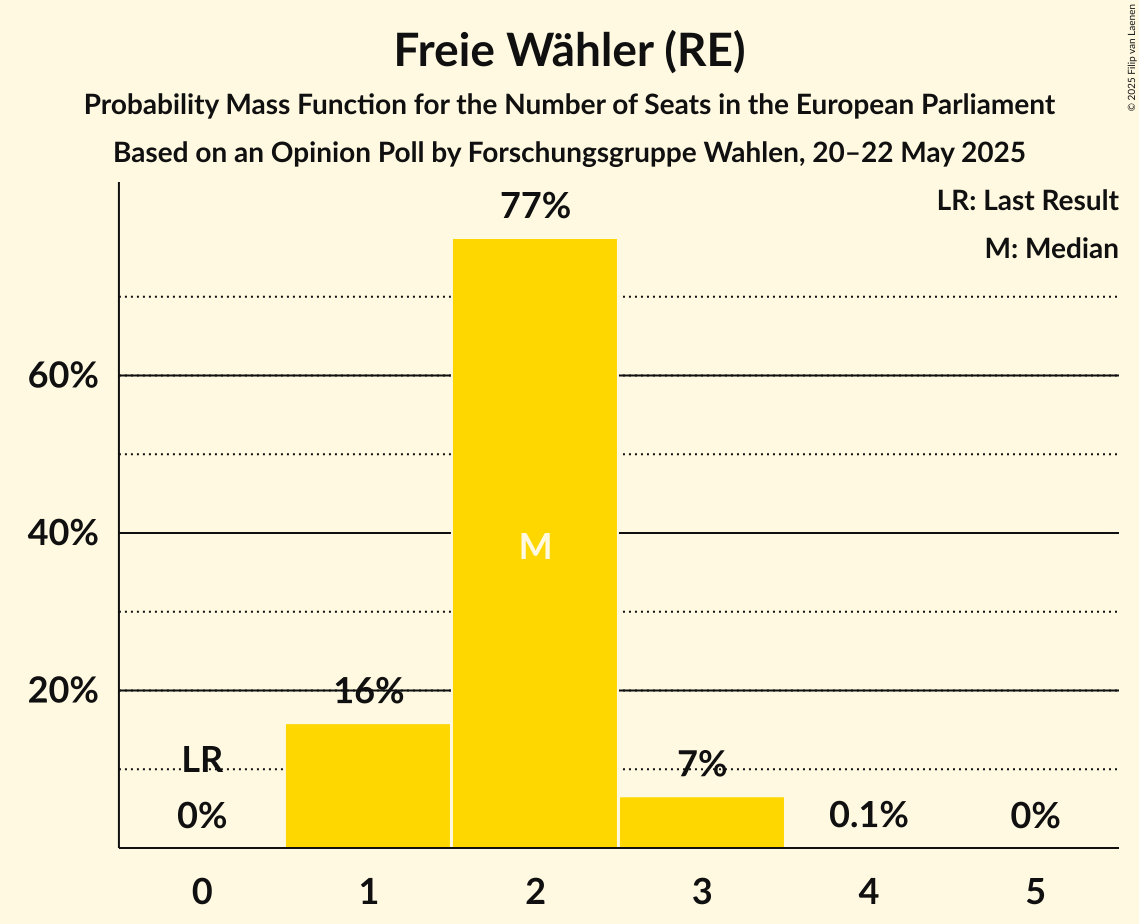 Freie Wähler (RE)
Probability Mass Function for the Number of Seats in the European Parliament
Based on an Opinion Poll by Forschungsgruppe Wahlen, 20–22 May 2025
© 2025 Filip van Laenen
LR: Last Result
M: Median
77%
60%
40%
M
20%
16%
LR
7%
0%
0.1%
0%
0 1 2 3 4 5